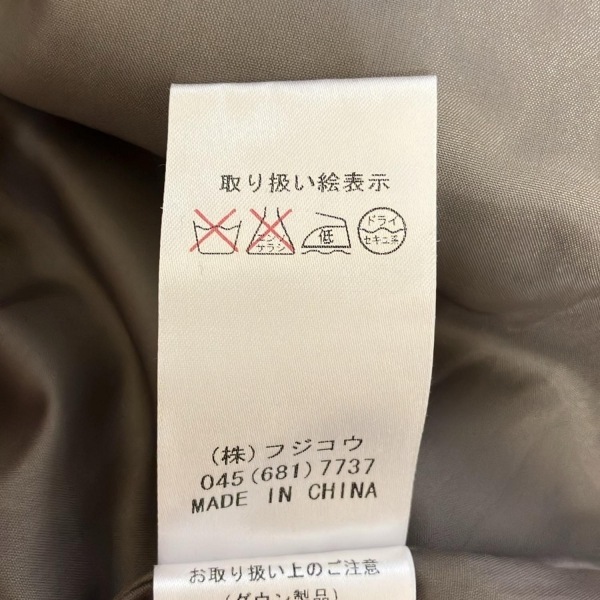 取り扱い絵表示
エンソ
サラシ
低
ドライ
セキユ系
(株)フジコウ
045(681)7737
MADE IN CHINA
お取り扱い上のご注意
(ダウン製品)